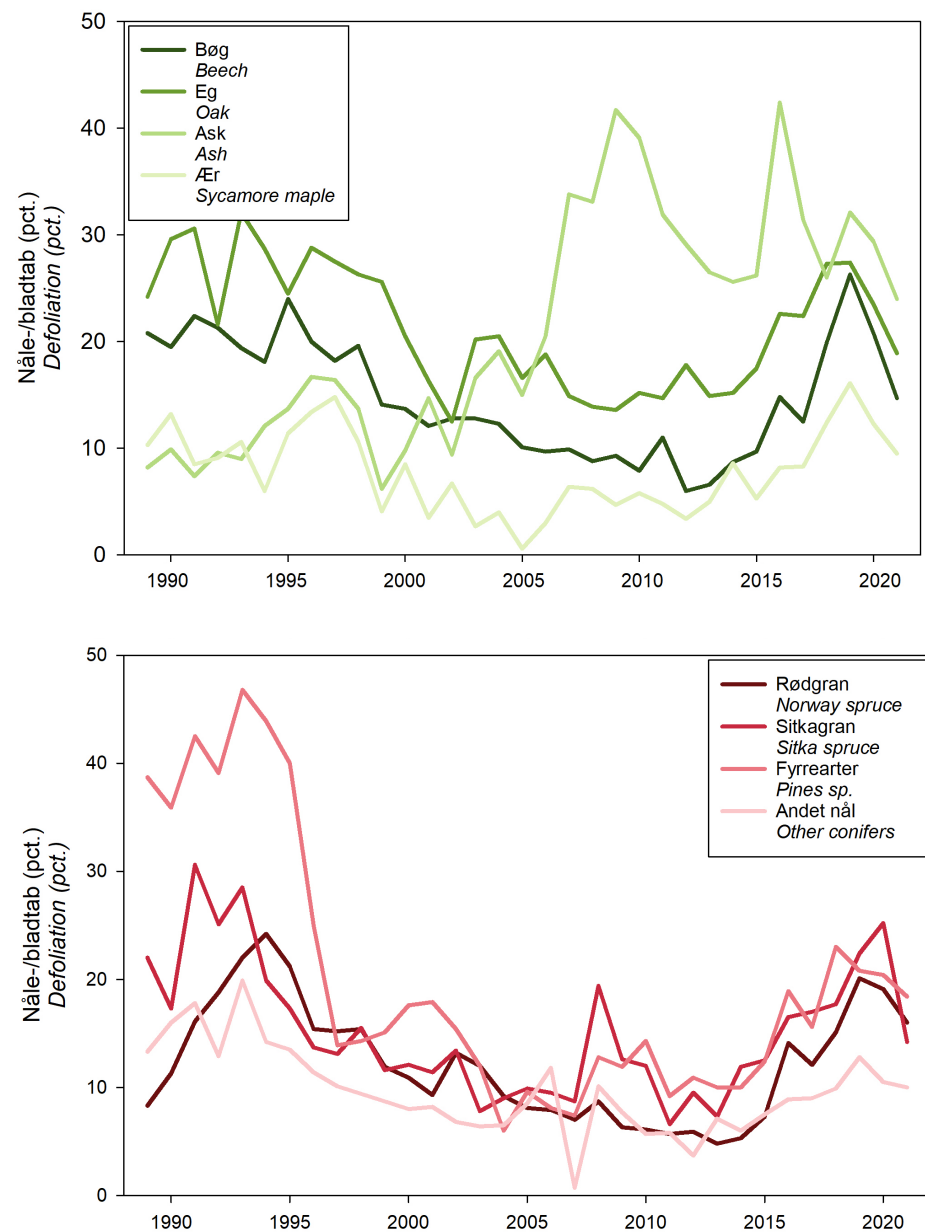 50
40
30
20
10
0
Nåle-/bladtab (pct.)
Defoliation (pct.)
Bøg
Beech
Eg
Oak
Ask
Ash
Ær
Sycamore maple
1990 1995 2000 2005 2010 2015 2020
50
40
30
20
10
0
Nåle-/bladtab (pct.)
Defoliation (pct.)
Rødgran
Norway spruce
Sitkagran
Sitka spruce
Fyrrearter
Pines sp.
Andet nål
Other conifers
1990 1995 2000 2005 2010 2015 2020